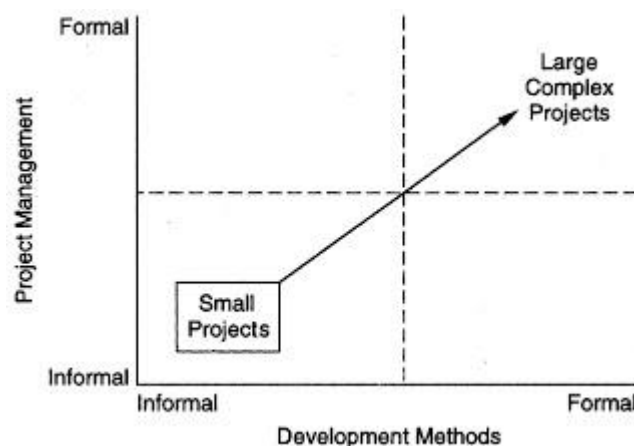 Formal
Large
Complex
Projects
Project Management
Small
Projects
Informal
Informal
Formal
Development Methods